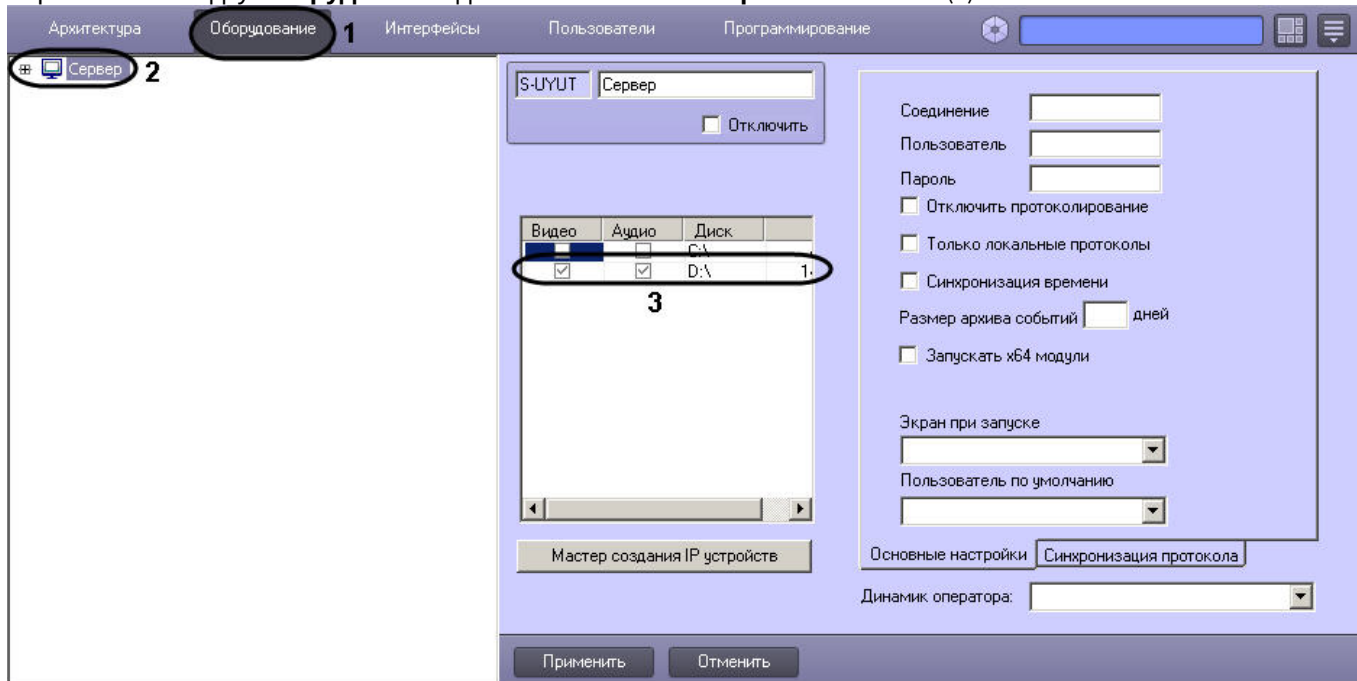 Архитектура Оборудование 1 Интерфейсы Пользователи Программирование
Сервер 2
S-UYUT Сервер
Отключить
Видео Аудио Диск
C:\
D:\ 1
3
Мастер создания IP устройств
Соединение
Пользователь
Пароль
Отключить протоколирование
Только локальные протоколы
Синхронизация времени
Размер архива событий дней
Запускать x64 модули
Экран при запуске
Пользователь по умолчанию
Основные настройки Синхронизация протокола
Динамик оператора:
Применить Отменить